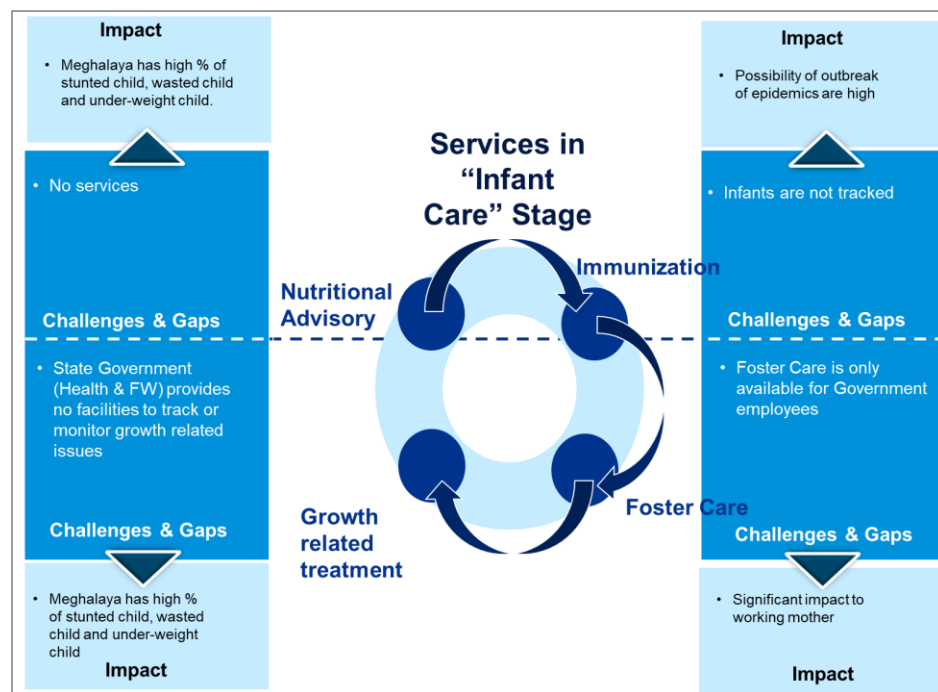 Impact
• Meghalaya has high % of
stunted child, wasted child
and under-weight child.
• No services
Challenges & Gaps
• State Government
(Health & FW) provides
no facilities to track or
monitor growth related
issues
Challenges & Gaps
• Meghalaya has high %
of stunted child, wasted
child and under-weight
child
Impact
Services in
“Infant
Care” Stage
Nutritional
Advisory
Immunization
Growth
related
treatment
Foster Care
Impact
• Possibility of outbreak
of epidemics are high
• Infants are not tracked
Challenges & Gaps
• Foster Care is only
available for Government
employees
Challenges & Gaps
• Significant impact to
working mother
Impact